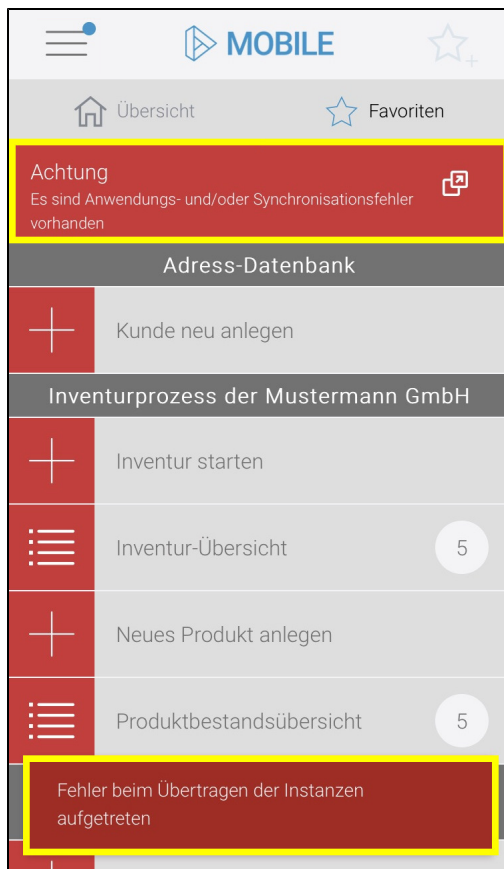 MOBILE
Übersicht
Favoriten
Achtung
Es sind Anwendungs- und/oder Synchronisationsfehler
vorhanden
Adress-Datenbank
Kunde neu anlegen
Inventurprozess der Mustermann GmbH
Inventur starten
Inventur-Übersicht
5
Neues Produkt anlegen
Produktbestandsübersicht
5
Fehler beim Übertragen der Instanzen
aufgetreten